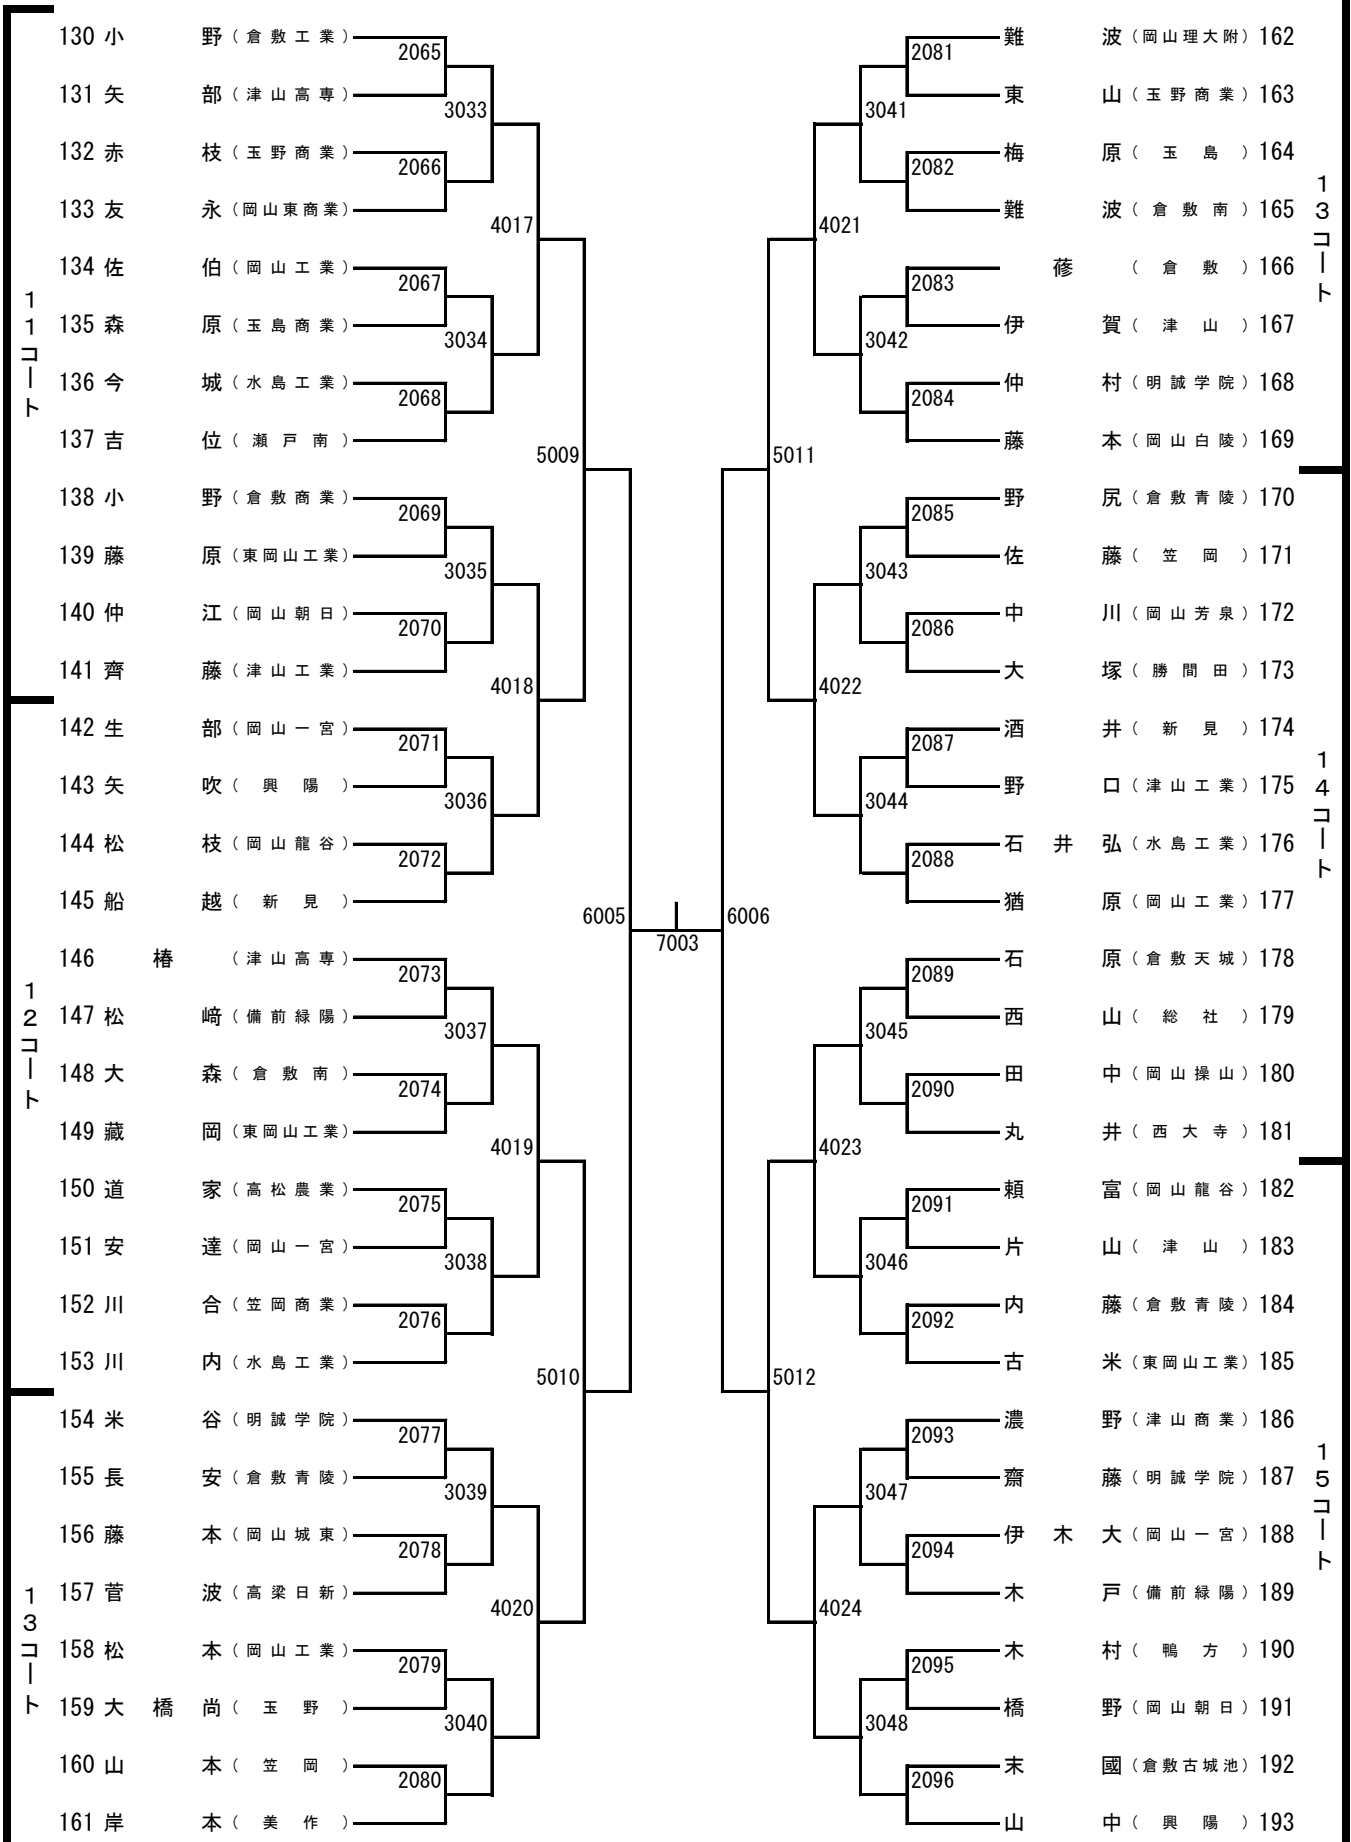 11コート
130 小野 (倉敷工業)
2065
131 矢部 (津山高専)
3033
132 赤枝 (玉野商業)
2066
133 友永 (岡山東商業)
4017
134 佐伯 (岡山工業)
2067
135 森原 (玉島商業)
3034
136 今城 (水島工業)
2068
137 吉位 (瀬戸南)
5009
138 小野 (倉敷商業)
2069
139 藤原 (東岡山工業)
3035
140 仲江 (岡山朝日)
2070
141 齊藤 (津山工業)
4018
12コート
142 生部 (岡山一宮)
2071
143 矢吹 (興陽)
3036
144 松枝 (岡山龍谷)
2072
145 船越 (新見)
6005
146 椿 (津山高専)
2073
147 松﨑 (備前緑陽)
3037
148 大森 (倉敷南)
2074
149 藏岡 (東岡山工業)
4019
150 道家 (高松農業)
2075
151 安達 (岡山一宮)
3038
152 川合 (笠岡商業)
2076
153 川内 (水島工業)
5010
13コート
154 米谷 (明誠学院)
2077
155 長安 (倉敷青陵)
3039
156 藤本 (岡山城東)
2078
157 菅波 (高梁日新)
4020
158 松本 (岡山工業)
2079
159 大橋尚 (玉野)
3040
160 山本 (笠岡)
2080
161 岸本 (美作)
7003
13コート
難波 (岡山理大附) 162
2081
東山 (玉野商業) 163
3041
梅原 (玉島) 164
2082
難波 (倉敷南) 165
4021
蓚 (倉敷) 166
2083
伊賀 (津山) 167
3042
仲村 (明誠学院) 168
2084
藤本 (岡山白陵) 169
5011
14コート
野尻 (倉敷青陵) 170
2085
佐藤 (笠岡) 171
3043
中川 (岡山芳泉) 172
2086
大塚 (勝間田) 173
4022
酒井 (新見) 174
2087
野口 (津山工業) 175
3044
石井弘 (水島工業) 176
2088
猶原 (岡山工業) 177
6006
石原 (倉敷天城) 178
2089
西山 (総社) 179
3045
田中 (岡山操山) 180
2090
丸井 (西大寺) 181
4023
15コート
頼富 (岡山龍谷) 182
2091
片山 (津山) 183
3046
内藤 (倉敷青陵) 184
2092
古米 (東岡山工業) 185
5012
濃野 (津山商業) 186
2093
齋藤 (明誠学院) 187
3047
伊木大 (岡山一宮) 188
2094
木戸 (備前緑陽) 189
4024
木村 (鴨方) 190
2095
橋野 (岡山朝日) 191
3048
末國 (倉敷古城池) 192
2096
山中 (興陽) 193